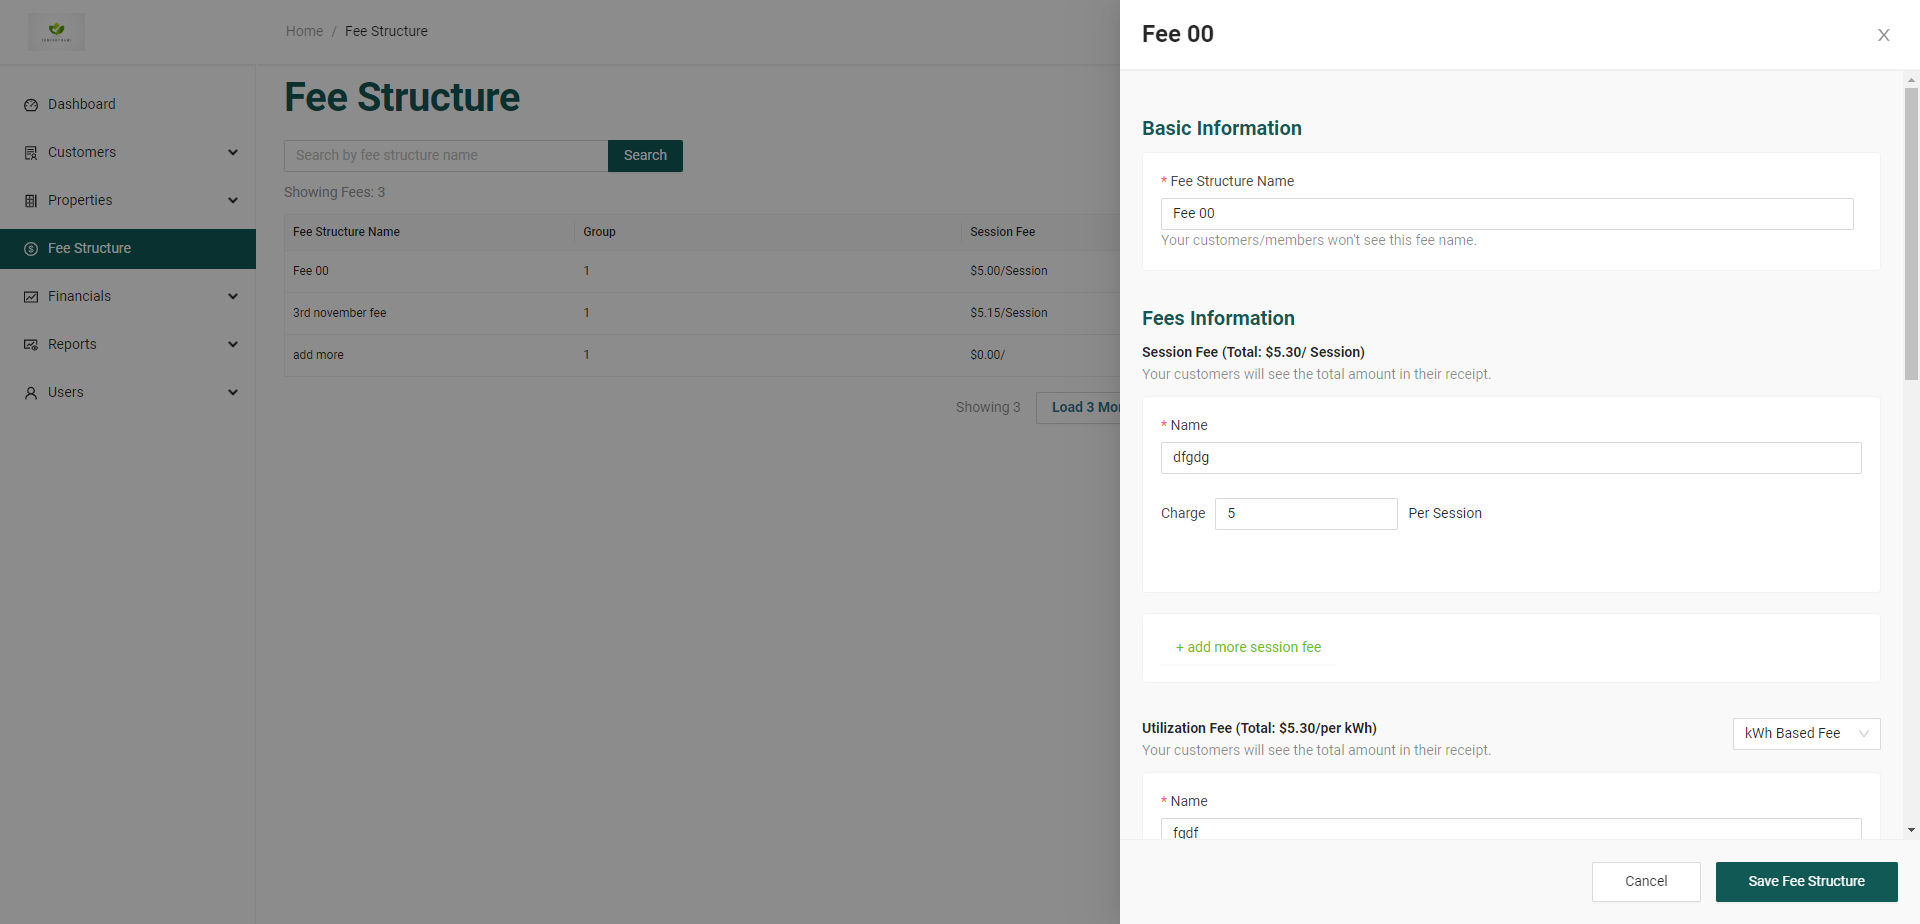 Home / Fee Structure
Dashboard
Customers
Properties
Fee Structure
Financials
Reports
Users
Fee Structure
Search by fee structure name
Search
Showing Fees: 3
Fee Structure Name Group Session Fee
Fee 00 1 $5.00/Session
3rd november fee 1 $5.15/Session
add more 1 $0.00/
Showing 3 Load 3 Mor
Fee 00
Basic Information
* Fee Structure Name
Fee 00
Your customers/members won't see this fee name.
Fees Information
Session Fee (Total: $5.30/ Session)
Your customers will see the total amount in their receipt.
* Name
dfgdg
Charge 5 Per Session
+ add more session fee
Utilization Fee (Total: $5.30/per kWh)
kWh Based Fee
Your customers will see the total amount in their receipt.
* Name
fgdf
Cancel
Save Fee Structure